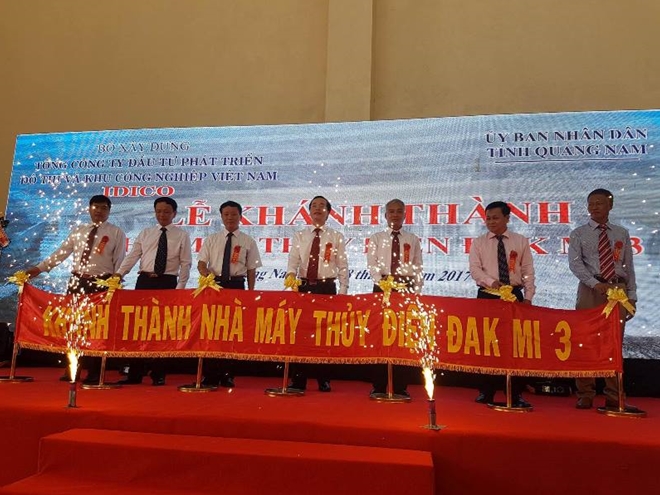 BỘ XÂY DỰNG
TỔNG CÔNG TY ĐẦU TƯ PHÁT TRIỂN
ĐÔ THỊ VÀ KHU CÔNG NGHIỆP VIỆT NAM
IDICO
ỦY BAN NHÂN DÂN
TỈNH QUẢNG NAM
LỄ KHÁNH THÀNH
3
2017
KHÁNH THÀNH NHÀ MÁY THỦY ĐIỆN ĐAK MI 3